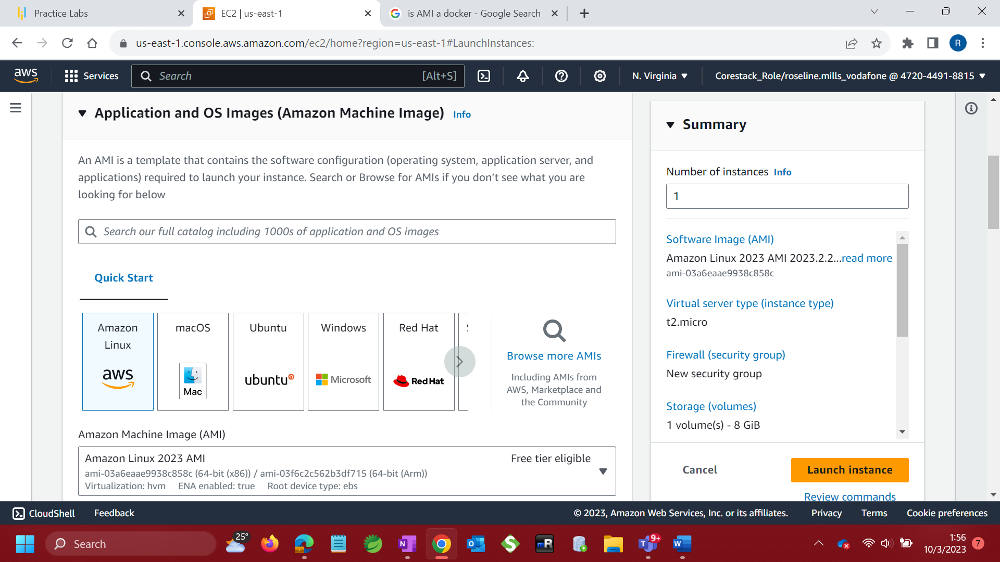 Practice Labs
EC2 | us-east-1
is AMI a docker - Google Search
us-east-1.console.aws.amazon.com/ec2/home?region=us-east-1#LaunchInstances:
R
aws
Services
Search
[Alt+S]
N. Virginia
Corestack_Role/roseline.mills_vodafone @ 4720-4491-8815
Application and OS Images (Amazon Machine Image) Info
An AMI is a template that contains the software configuration (operating system, application server, and
applications) required to launch your instance. Search or Browse for AMIs if you don't see what you are
looking for below
Search our full catalog including 1000s of application and OS images
Quick Start
Amazon
Linux
aws
macOS
Mac
Ubuntu
ubuntu
Windows
Microsoft
Red Hat
Red Hat
Browse more AMIs
Including AMIs from
AWS, Marketplace and
the Community
Amazon Machine Image (AMI)
Amazon Linux 2023 AMI
Free tier eligible
ami-03a6eaae9938c858c (64-bit (x86)) / ami-03f6c2c562b3df715 (64-bit (Arm))
Virtualization: hvm ENA enabled: true Root device type: ebs
Summary
Number of instances Info
1
Software Image (AMI)
Amazon Linux 2023 AMI 2023.2.2...read more
ami-03a6eaae9938c858c
Virtual server type (instance type)
t2.micro
Firewall (security group)
New security group
Storage (volumes)
1 volume(s) - 8 GiB
Cancel
Launch instance
Review commands
CloudShell
Feedback
© 2023, Amazon Web Services, Inc. or its affiliates.
Privacy
Terms
Cookie preferences
Search
25°
N
O
S
mR
T
9+
W
1:56
10/3/2023
7